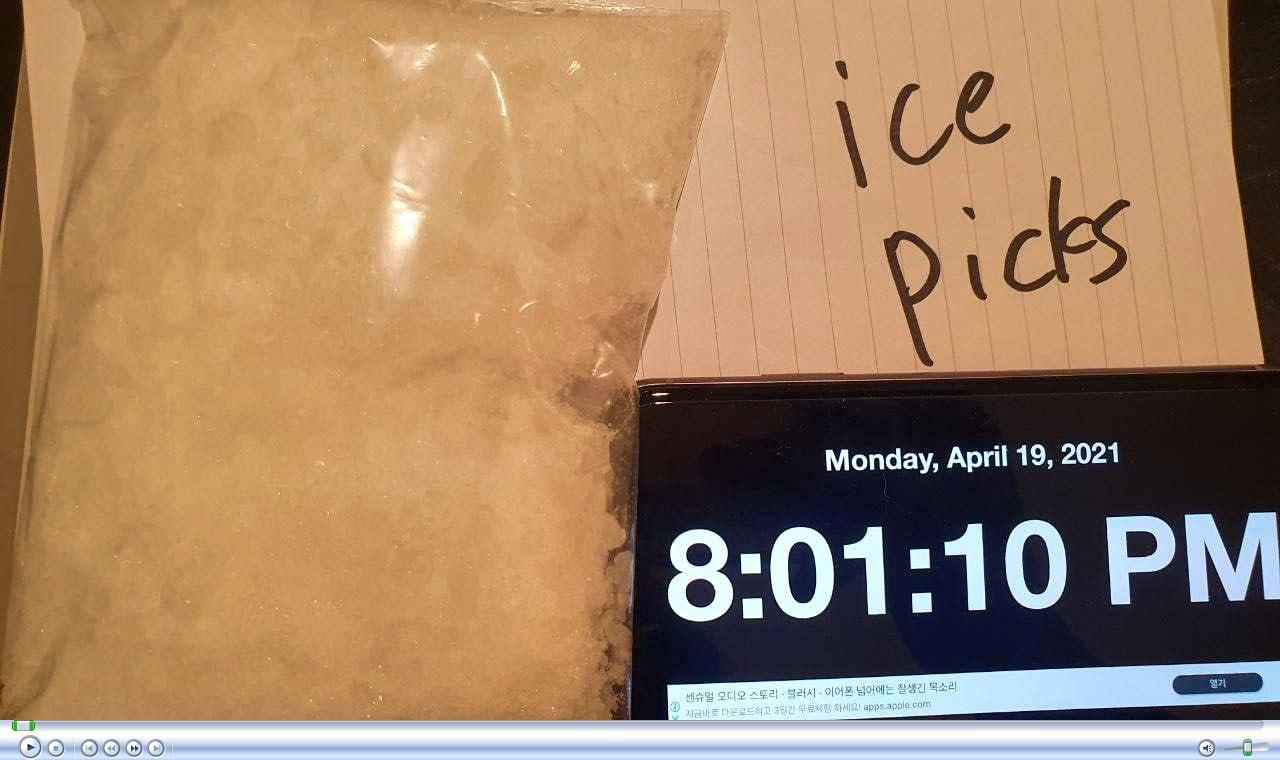 ice
picks
Monday, April 19, 2021
8:01:10 PM
센슈얼 오디오 스토리 - 블러시 - 이어폰 넘어에는 잘생긴 목소리
지금바로 다운로드하고 3일간 무료체험 하세요! apps.apple.com
열기